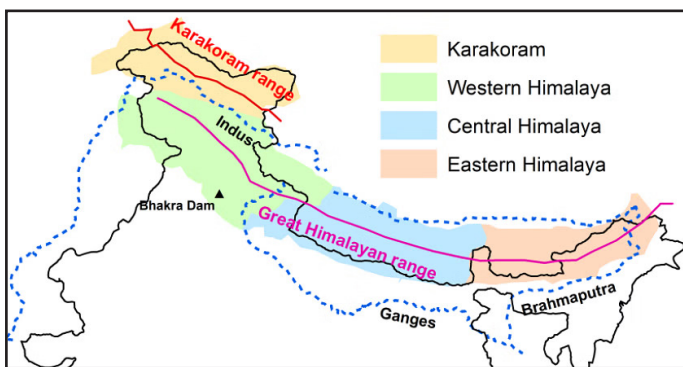 Karakoram range
Karakoram
Western Himalaya
Central Himalaya
Eastern Himalaya
Indus
Bhakra Dam
Great Himalayan range
Ganges
Brahmaputra